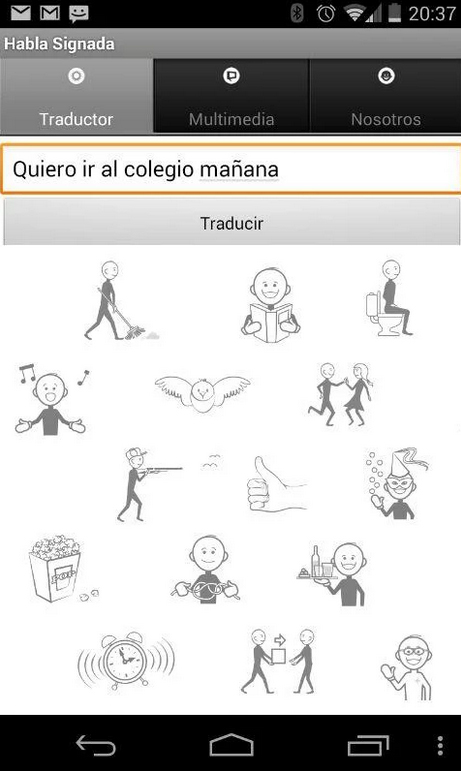 20:37
Habla Signada
Traductor Multimedia Nosotros
Quiero ir al colegio mañana
Traducir